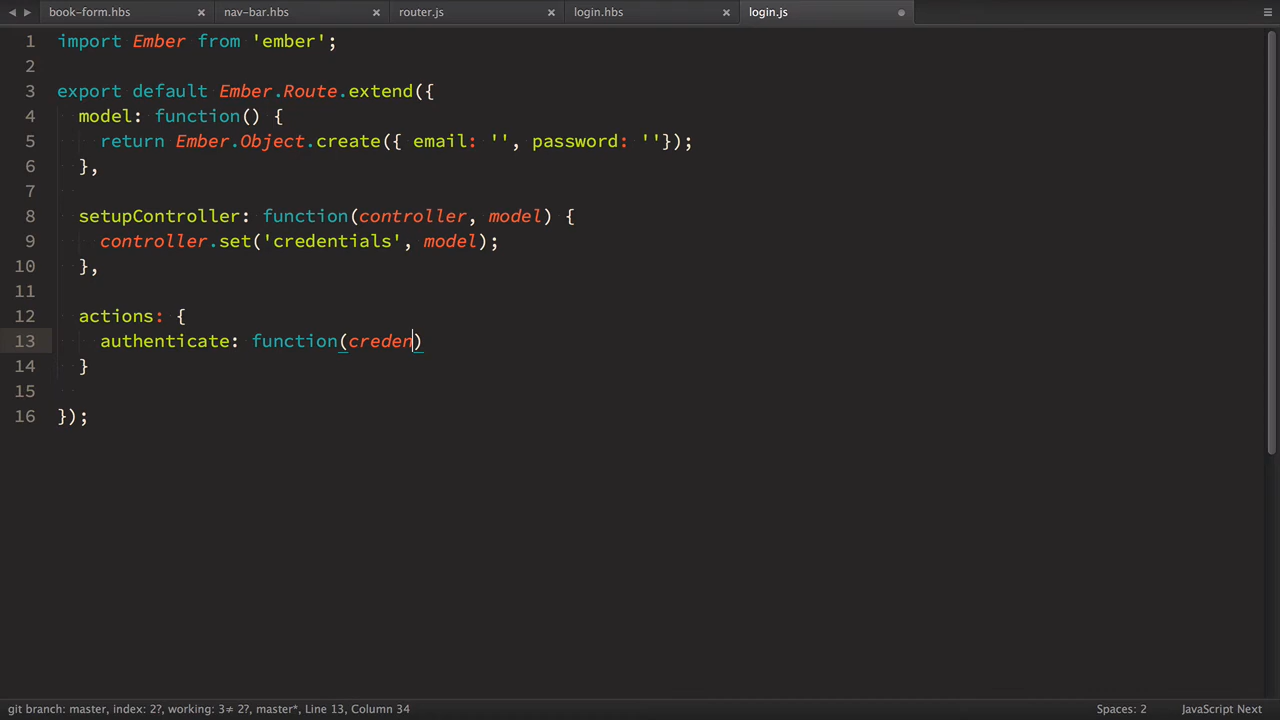 book-form.hbs × nav-bar.hbs × router.js × login.hbs × login.js
1 import Ember from 'ember';
2
3 export default Ember.Route.extend({
4   model: function() {
5     return Ember.Object.create({ email: '', password: ''});
6   },
7
8   setupController: function(controller, model) {
9     controller.set('credentials', model);
10   },
11
12   actions: {
13     authenticate: function(creden)
14   }
15
16 });
git branch: master, index: 2?, working: 3≠ 2?, master*, Line 13, Column 34 Spaces: 2 JavaScript Next